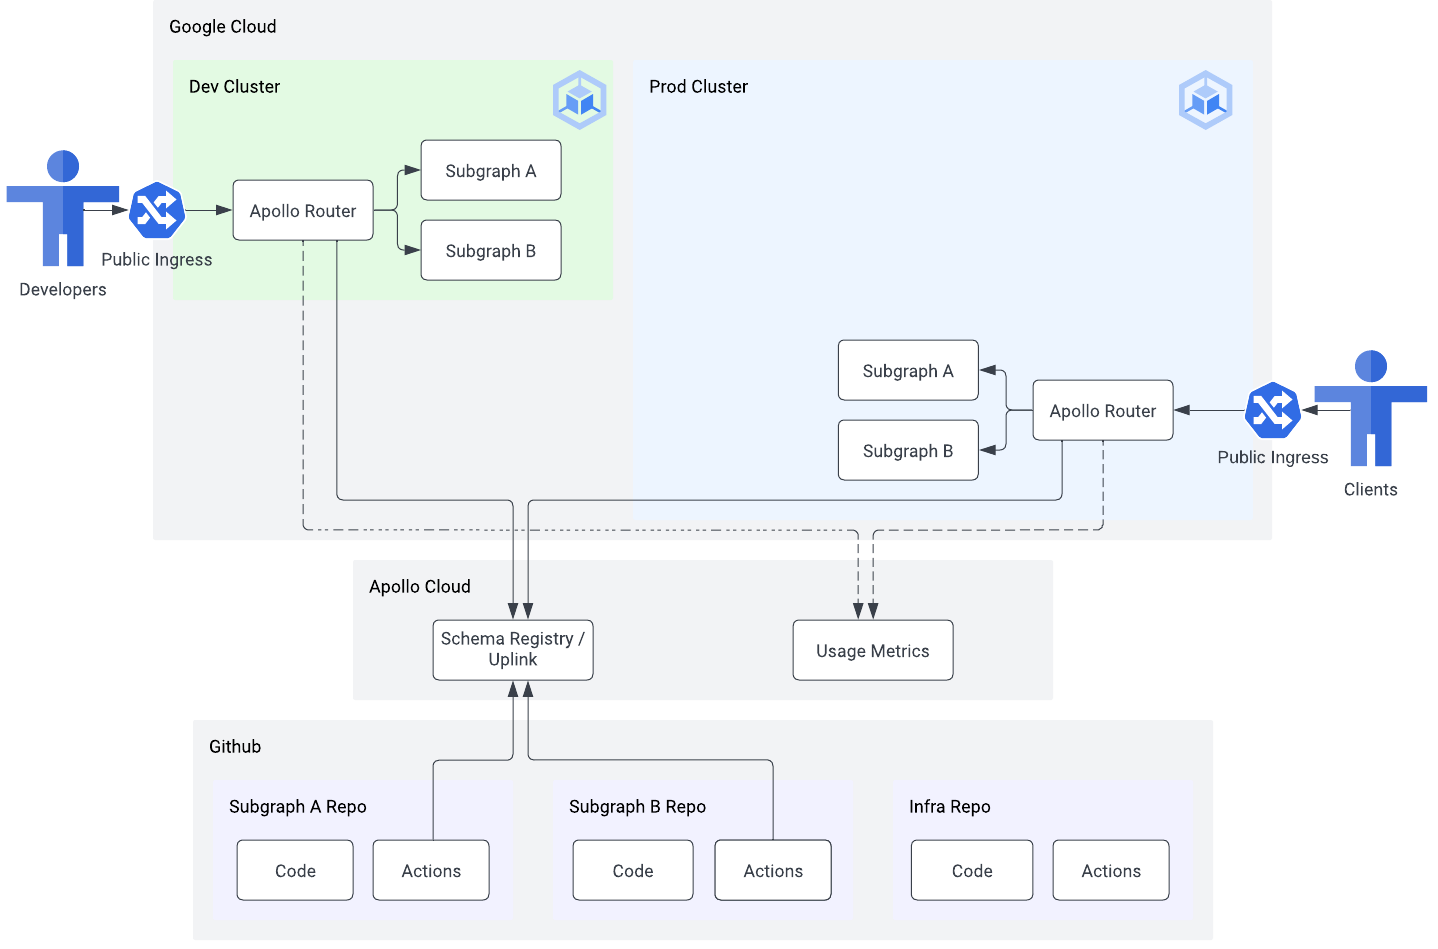 Google Cloud
Dev Cluster
Prod Cluster
Subgraph A
Apollo Router
Subgraph B
Public Ingress
Developers
Subgraph A
Apollo Router
Subgraph B
Public Ingress
Clients
Apollo Cloud
Schema Registry /
Uplink
Usage Metrics
Github
Subgraph A Repo
Subgraph B Repo
Infra Repo
Code
Actions
Code
Actions
Code
Actions